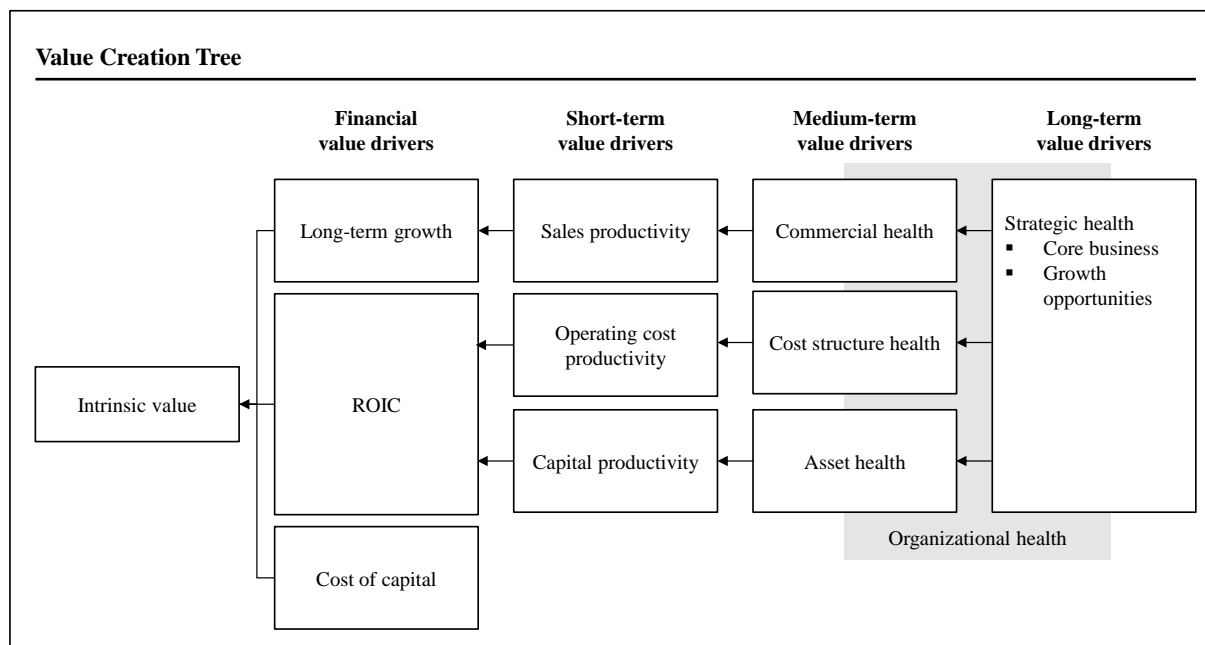 Value Creation Tree
Financial
value drivers
Short-term
value drivers
Medium-term
value drivers
Long-term
value drivers
Long-term growth
Sales productivity
Commercial health
Strategic health
▪ Core business
▪ Growth
opportunities
Operating cost
productivity
Cost structure health
Intrinsic value
ROIC
Capital productivity
Asset health
Organizational health
Cost of capital